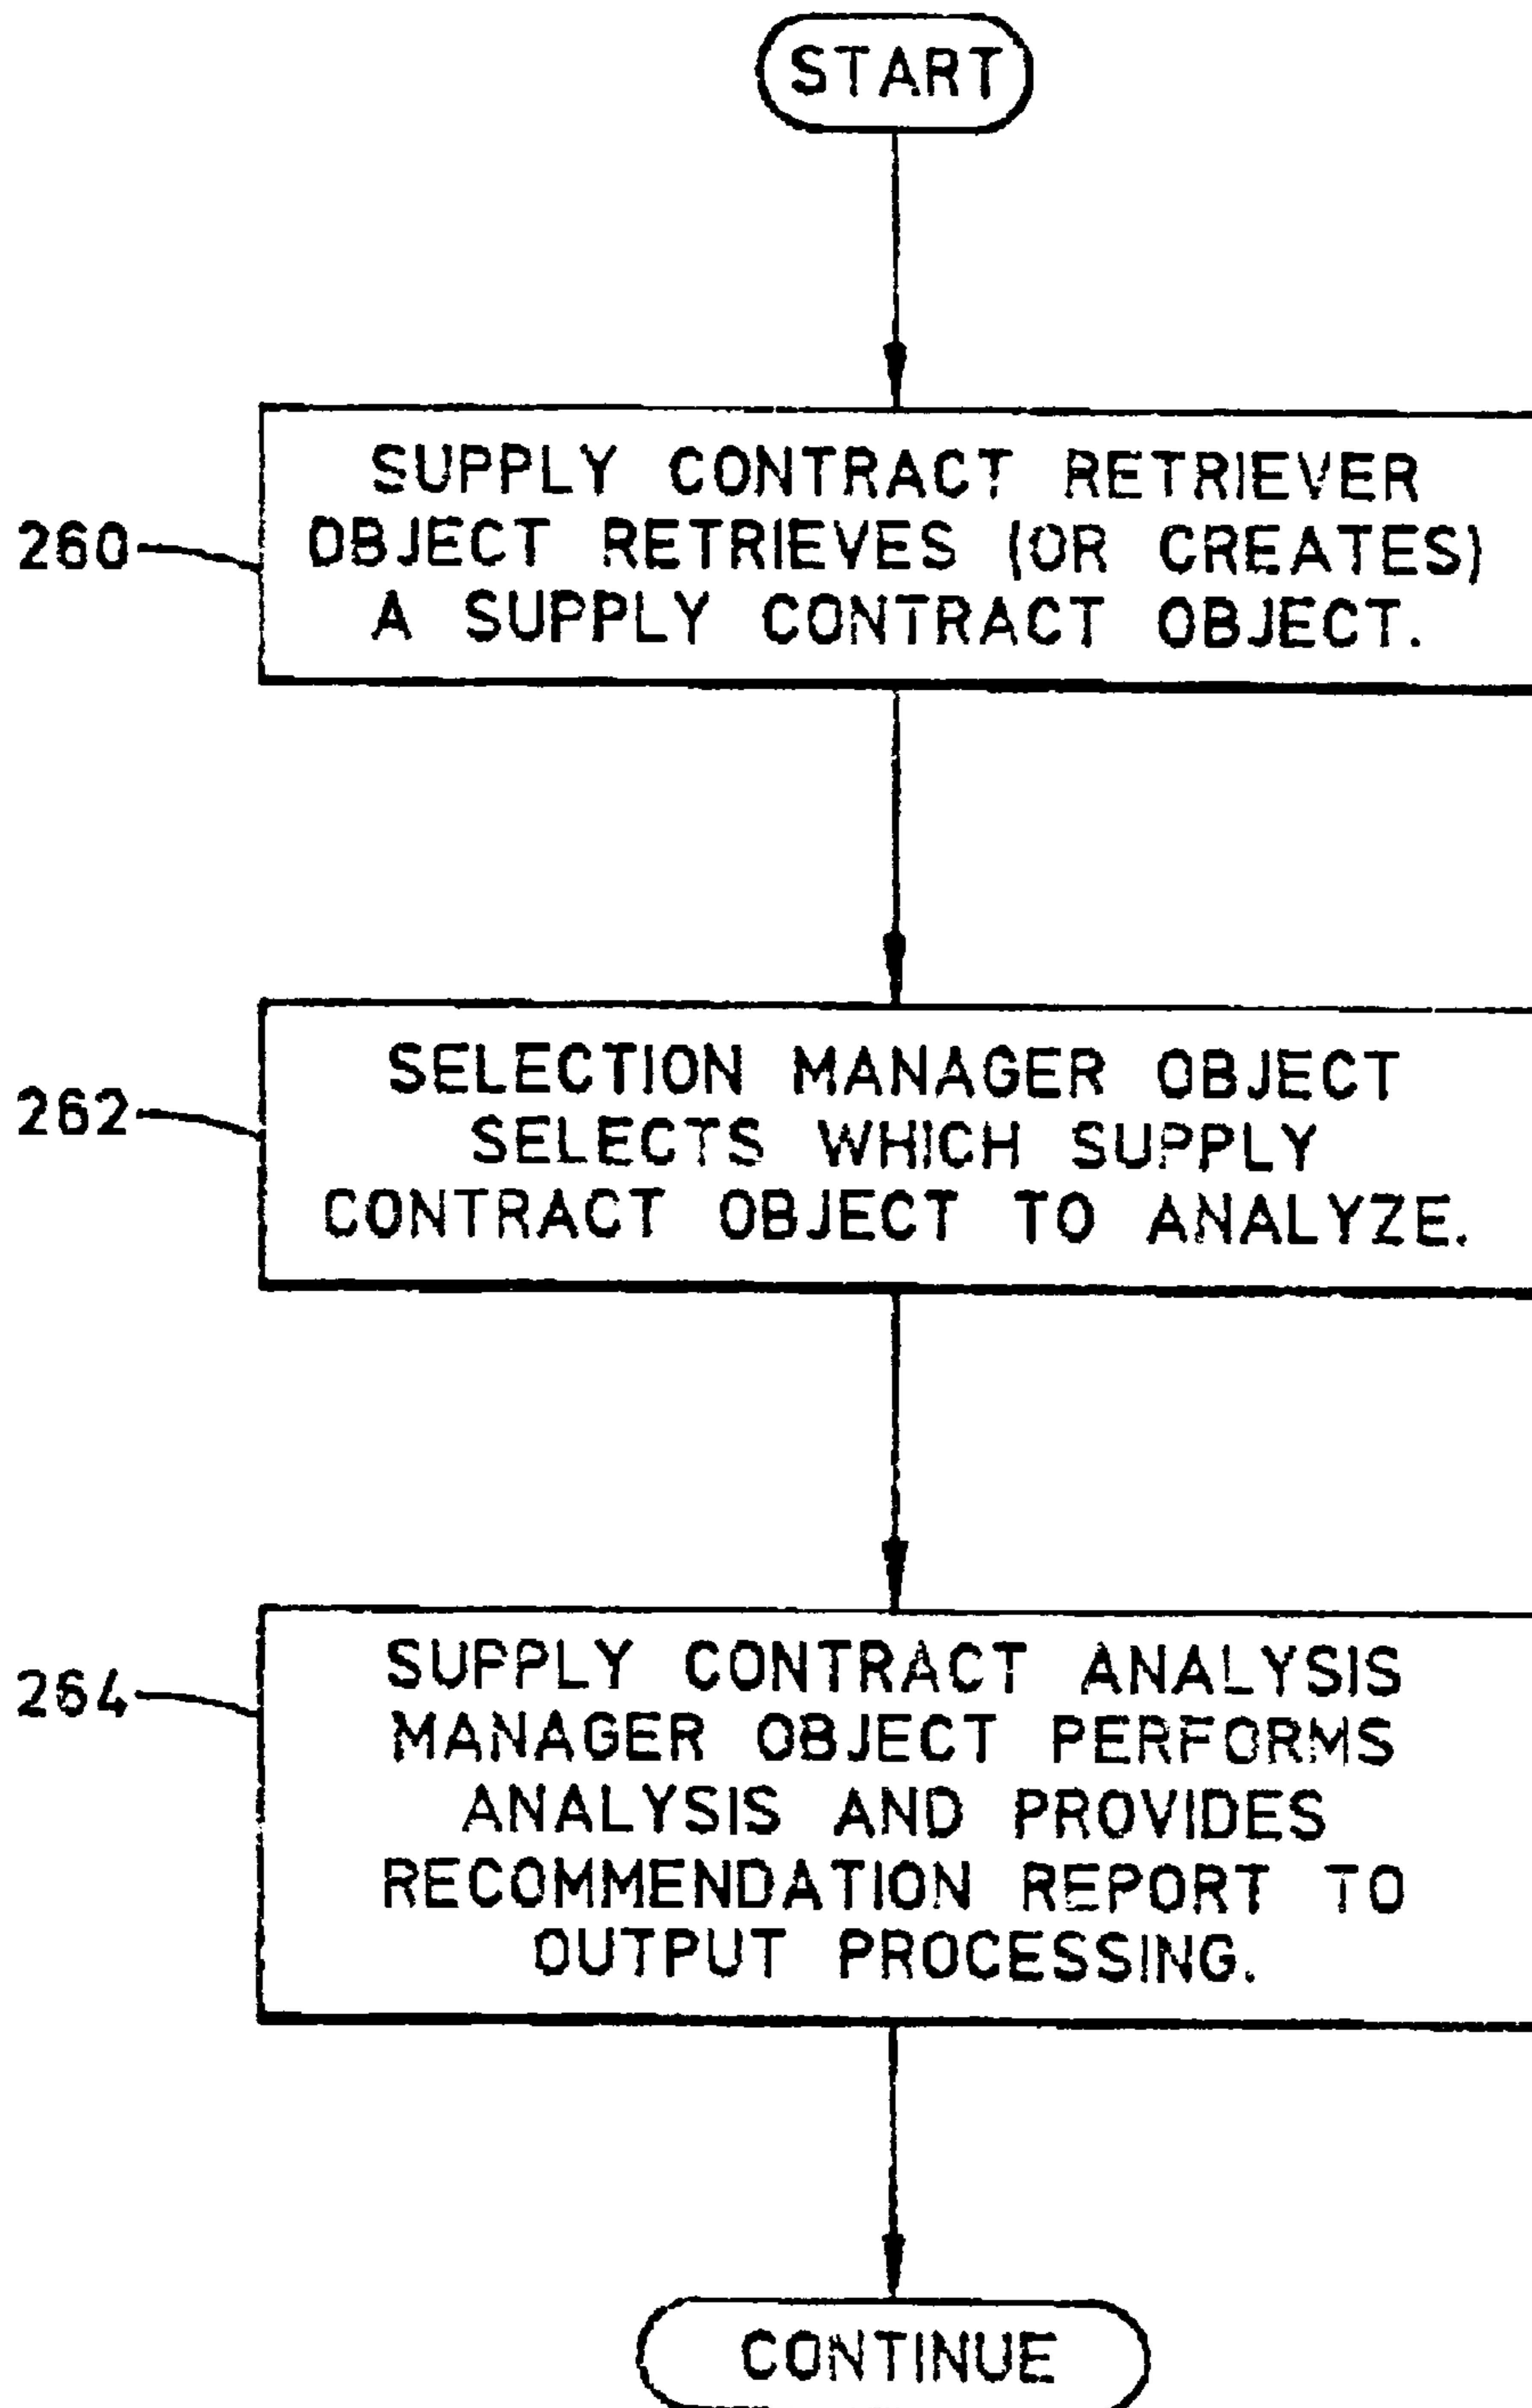 START
SUPPLY CONTRACT RETRIEVER
OBJECT RETRIEVES (OR CREATES)
A SUPPLY CONTRACT OBJECT.
260
SELECTION MANAGER OBJECT
SELECTS WHICH SUPPLY
CONTRACT OBJECT TO ANALYZE.
262
SUPPLY CONTRACT ANALYSIS
MANAGER OBJECT PERFORMS
ANALYSIS AND PROVIDES
RECOMMENDATION REPORT TO
OUTPUT PROCESSING.
264
CONTINUE